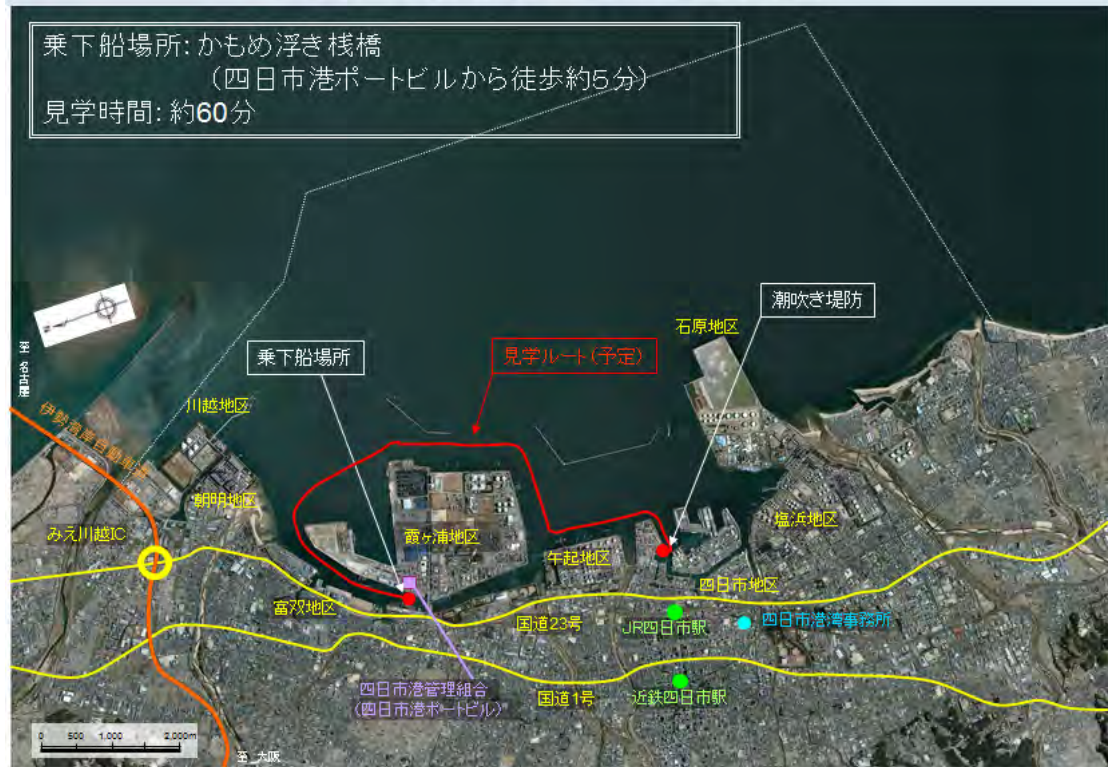 乗下船場所：かもめ浮き桟橋
（四日市港ポートビルから徒歩約5分）
見学時間：約60分
潮吹き堤防
石原地区
乗下船場所
見学ルート（予定）
至 名古屋
川越地区
伊勢湾岸自動車道
朝明地区
みえ川越IC
霞ヶ浦地区
午起地区
塩浜地区
富双地区
四日市地区
国道23号
JR四日市駅
四日市港湾事務所
四日市港管理組合
（四日市港ポートビル）
国道1号
近鉄四日市駅
0 500 1,000 2,000m
至 大阪
N